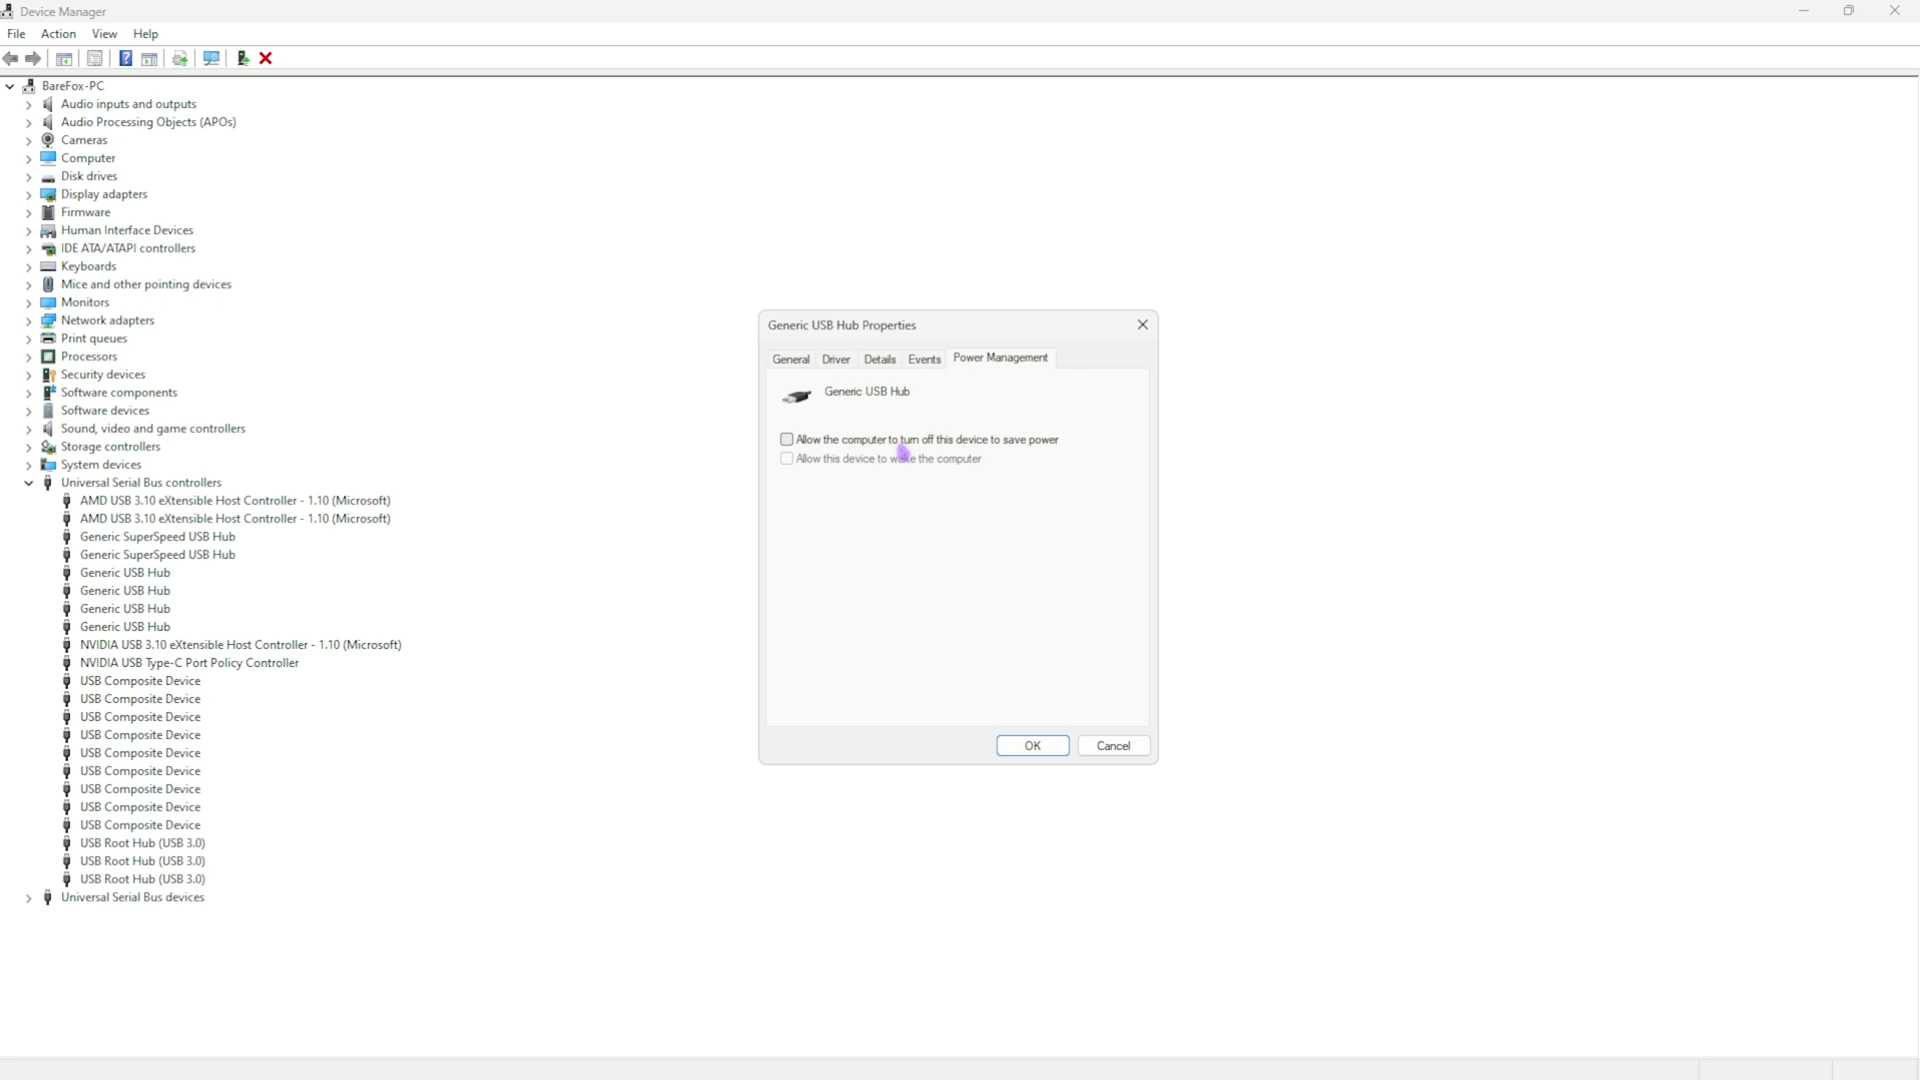 Device Manager
File Action View Help
BareFox-PC
Audio inputs and outputs
Audio Processing Objects (APOs)
Cameras
Computer
Disk drives
Display adapters
Firmware
Human Interface Devices
IDE ATA/ATAPI controllers
Keyboards
Mice and other pointing devices
Monitors
Network adapters
Print queues
Processors
Security devices
Software components
Software devices
Sound, video and game controllers
Storage controllers
System devices
Universal Serial Bus controllers
AMD USB 3.10 eXtensible Host Controller - 1.10 (Microsoft)
AMD USB 3.10 eXtensible Host Controller - 1.10 (Microsoft)
Generic SuperSpeed USB Hub
Generic SuperSpeed USB Hub
Generic USB Hub
Generic USB Hub
Generic USB Hub
Generic USB Hub
NVIDIA USB 3.10 eXtensible Host Controller - 1.10 (Microsoft)
NVIDIA USB Type-C Port Policy Controller
USB Composite Device
USB Composite Device
USB Composite Device
USB Composite Device
USB Composite Device
USB Composite Device
USB Composite Device
USB Composite Device
USB Composite Device
USB Root Hub (USB 3.0)
USB Root Hub (USB 3.0)
USB Root Hub (USB 3.0)
Universal Serial Bus devices
Generic USB Hub Properties
General Driver Details Events Power Management
Generic USB Hub
Allow the computer to turn off this device to save power
Allow this device to wake the computer
OK Cancel